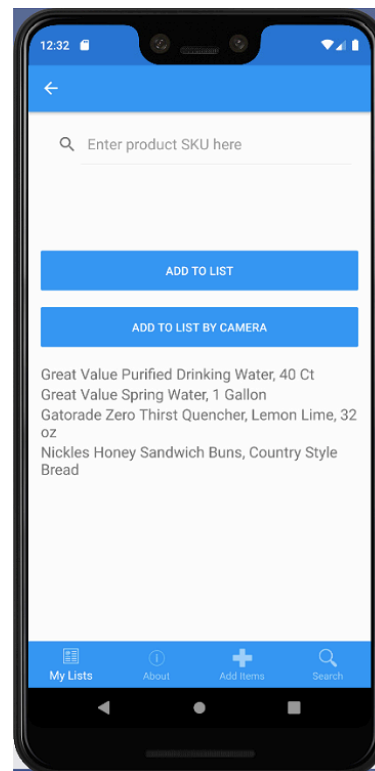 12:32
Enter product SKU here
ADD TO LIST
ADD TO LIST BY CAMERA
Great Value Purified Drinking Water, 40 Ct
Great Value Spring Water, 1 Gallon
Gatorade Zero Thirst Quencher, Lemon Lime, 32
oz
Nickles Honey Sandwich Buns, Country Style
Bread
My Lists About Add Items Search